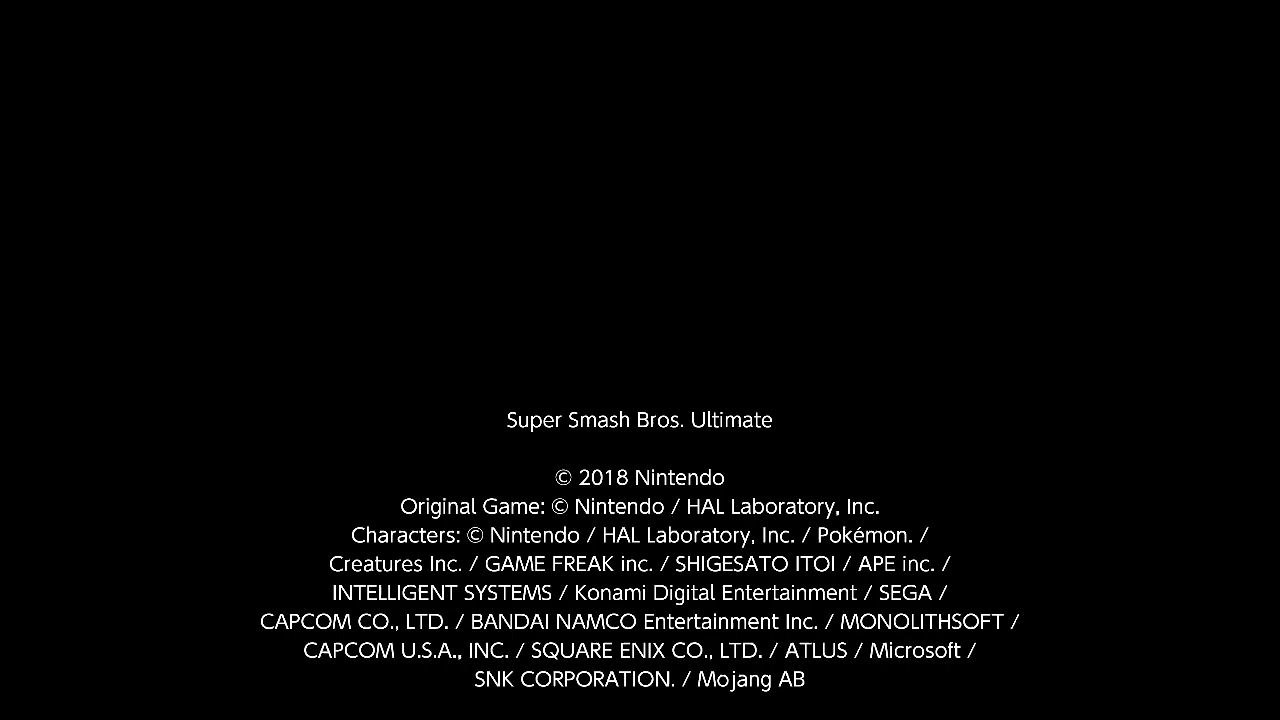 Super Smash Bros. Ultimate
© 2018 Nintendo
Original Game: © Nintendo / HAL Laboratory, Inc.
Characters: © Nintendo / HAL Laboratory, Inc. / Pokémon. /
Creatures Inc. / GAME FREAK inc. / SHIGESATO ITOI / APE inc. /
INTELLIGENT SYSTEMS / Konami Digital Entertainment / SEGA /
CAPCOM CO., LTD. / BANDAI NAMCO Entertainment Inc. / MONOLITHSOFT /
CAPCOM U.S.A., INC. / SQUARE ENIX CO., LTD. / ATLUS / Microsoft /
SNK CORPORATION. / Mojang AB